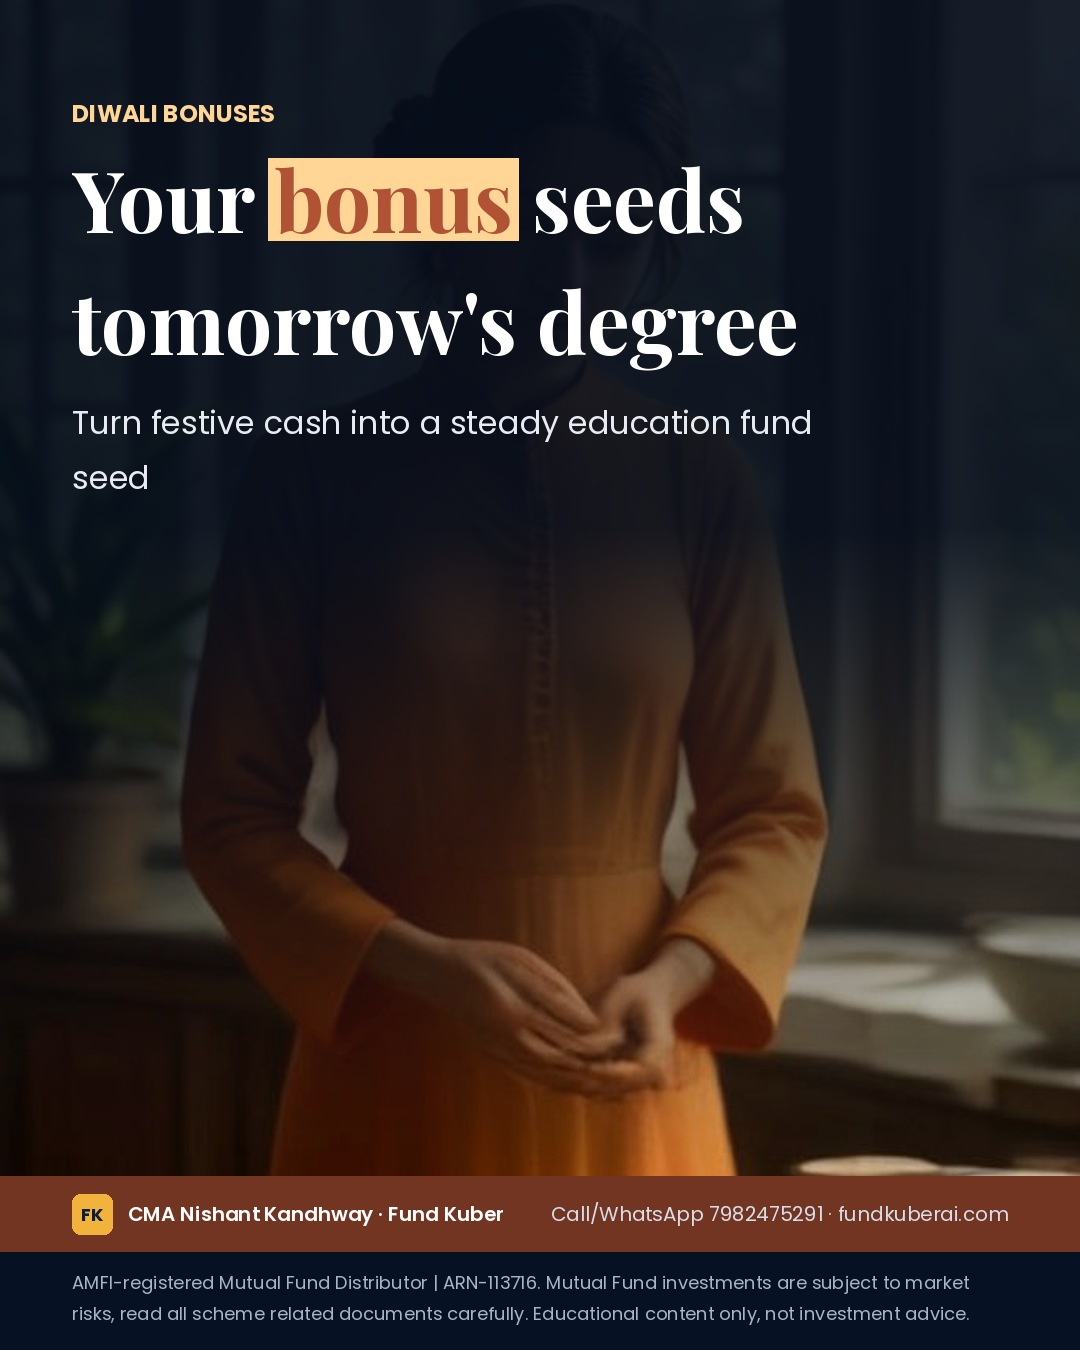 DIWALI BONUSES
Your bonus seeds
tomorrow's degree
Turn festive cash into a steady education fund
seed
FK CMA Nishant Kandhway · Fund Kuber Call/WhatsApp 7982475291 · fundkuberai.com
AMFI-registered Mutual Fund Distributor | ARN-113716. Mutual Fund investments are subject to market
risks, read all scheme related documents carefully. Educational content only, not investment advice.